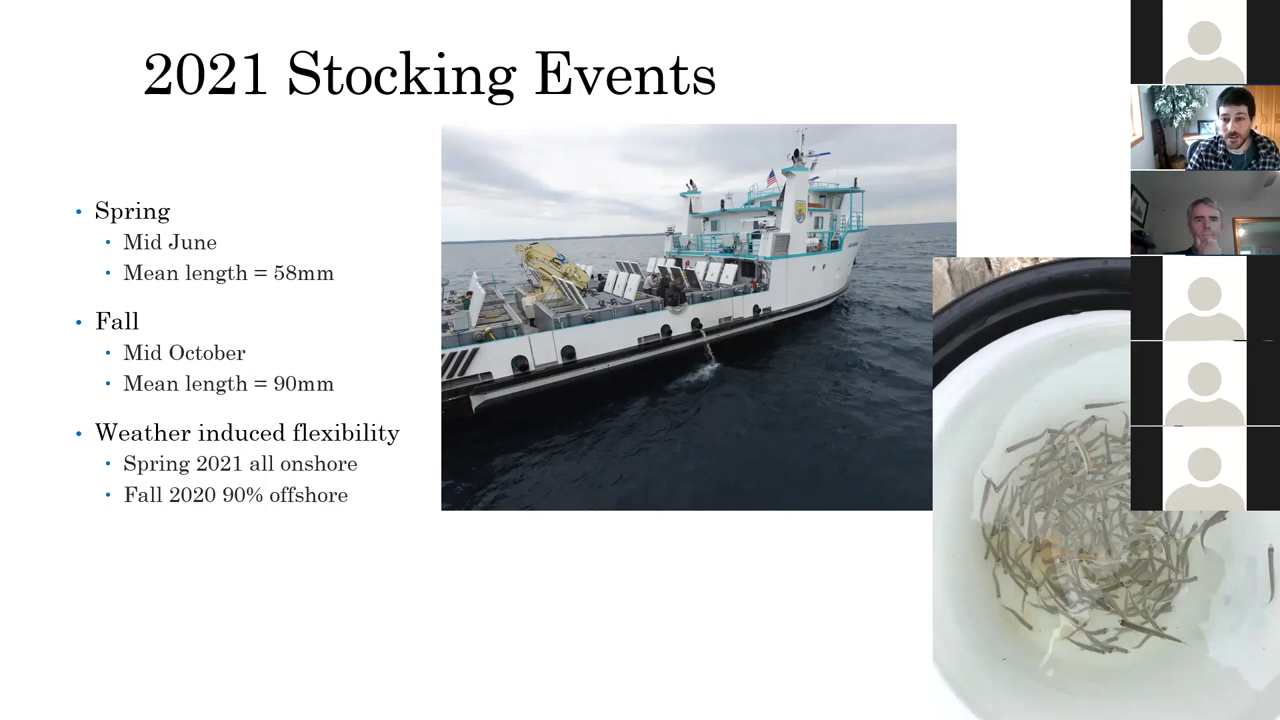 2021 Stocking Events
Spring
Mid June
Mean length = 58mm
Fall
Mid October
Mean length = 90mm
Weather induced flexibility
Spring 2021 all onshore
Fall 2020 90% offshore